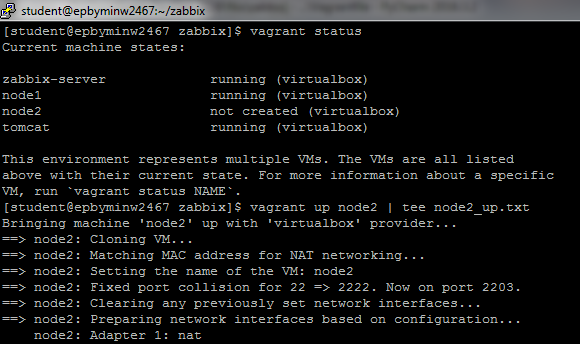 student@epbyminw2467:~/zabbix
[student@epbyminw2467 zabbix]$ vagrant status
Current machine states:
zabbix-server             running (virtualbox)
node1                     running (virtualbox)
node2                     not created (virtualbox)
tomcat                    running (virtualbox)
This environment represents multiple VMs. The VMs are all listed
above with their current state. For more information about a specific
VM, run `vagrant status NAME`.
[student@epbyminw2467 zabbix]$ vagrant up node2 | tee node2_up.txt
Bringing machine 'node2' up with 'virtualbox' provider...
==> node2: Cloning VM...
==> node2: Matching MAC address for NAT networking...
==> node2: Setting the name of the VM: node2
==> node2: Fixed port collision for 22 => 2222. Now on port 2203.
==> node2: Clearing any previously set network interfaces...
==> node2: Preparing network interfaces based on configuration...
    node2: Adapter 1: nat